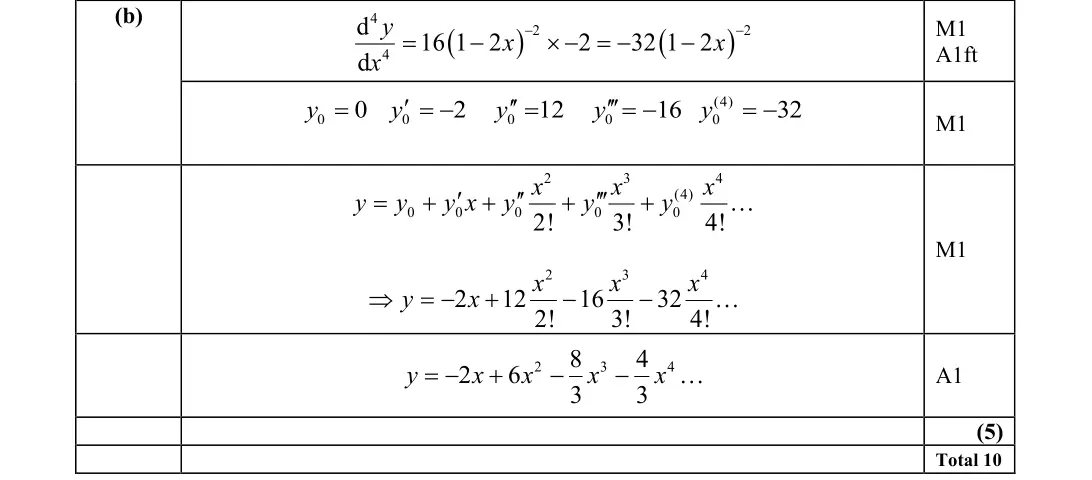 (b)
d⁴y/dx⁴ = 16(1 − 2x)⁻² × −2 = −32(1 − 2x)⁻²
M1
A1ft
y₀ = 0 y₀′ = −2 y₀″ =12 y₀‴ = −16 y₀⁽⁴⁾ = −32
M1
y = y₀ + y₀′x + y₀″ x²/2! + y₀‴ x³/3! + y₀⁽⁴⁾ x⁴/4! …
⇒ y = −2x + 12 x²/2! − 16 x³/3! − 32 x⁴/4! …
M1
y = −2x + 6x² − 8/3 x³ − 4/3 x⁴ …
A1
(5)
Total 10